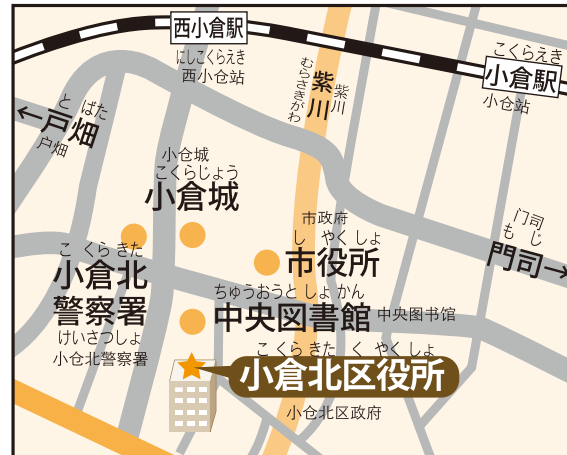 西小倉駅
にしこくらえき
西小仓站
こくらえき
小倉駅
小仓站
むらさきがわ
紫川
紫川
と ばた
←戸畑
户畑
小仓城
こくらじょう
小倉城
市政府
し やくしょ
市役所
门司
も じ
門司→
こ くら きた
小倉北
警察署
けいさつしょ
小仓北警察署
ちゅうおうと しょ かん
中央図書館 中央图书馆
こ くら きた く やく しょ
小倉北区役所
小仓北区政府